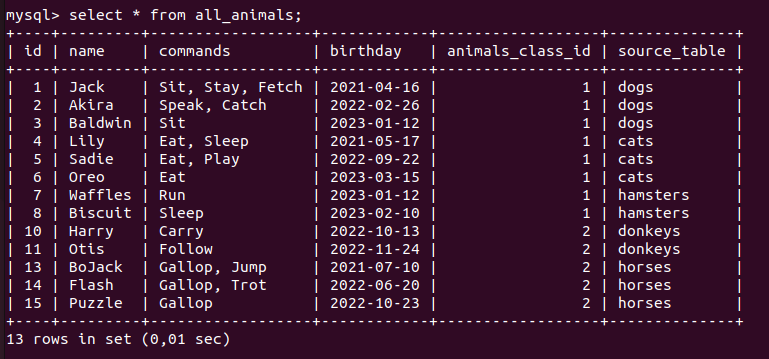 mysql> select * from all_animals;
+----+---------+-------------------+------------+------------------+--------------+
| id | name    | commands          | birthday   | animals_class_id | source_table |
+----+---------+-------------------+------------+------------------+--------------+
|  1 | Jack    | Sit, Stay, Fetch  | 2021-04-16 |                1 | dogs         |
|  2 | Akira   | Speak, Catch      | 2022-02-26 |                1 | dogs         |
|  3 | Baldwin | Sit               | 2023-01-12 |                1 | dogs         |
|  4 | Lily    | Eat, Sleep        | 2021-05-17 |                1 | cats         |
|  5 | Sadie   | Eat, Play         | 2022-09-22 |                1 | cats         |
|  6 | Oreo    | Eat               | 2023-03-15 |                1 | cats         |
|  7 | Waffles | Run               | 2023-01-12 |                1 | hamsters     |
|  8 | Biscuit | Sleep             | 2023-02-10 |                1 | hamsters     |
| 10 | Harry   | Carry             | 2022-10-13 |                2 | donkeys      |
| 11 | Otis    | Follow            | 2022-11-24 |                2 | donkeys      |
| 13 | BoJack  | Gallop, Jump      | 2021-07-10 |                2 | horses       |
| 14 | Flash   | Gallop, Trot      | 2022-06-20 |                2 | horses       |
| 15 | Puzzle  | Gallop            | 2022-10-23 |                2 | horses       |
+----+---------+-------------------+------------+------------------+--------------+
13 rows in set (0,01 sec)